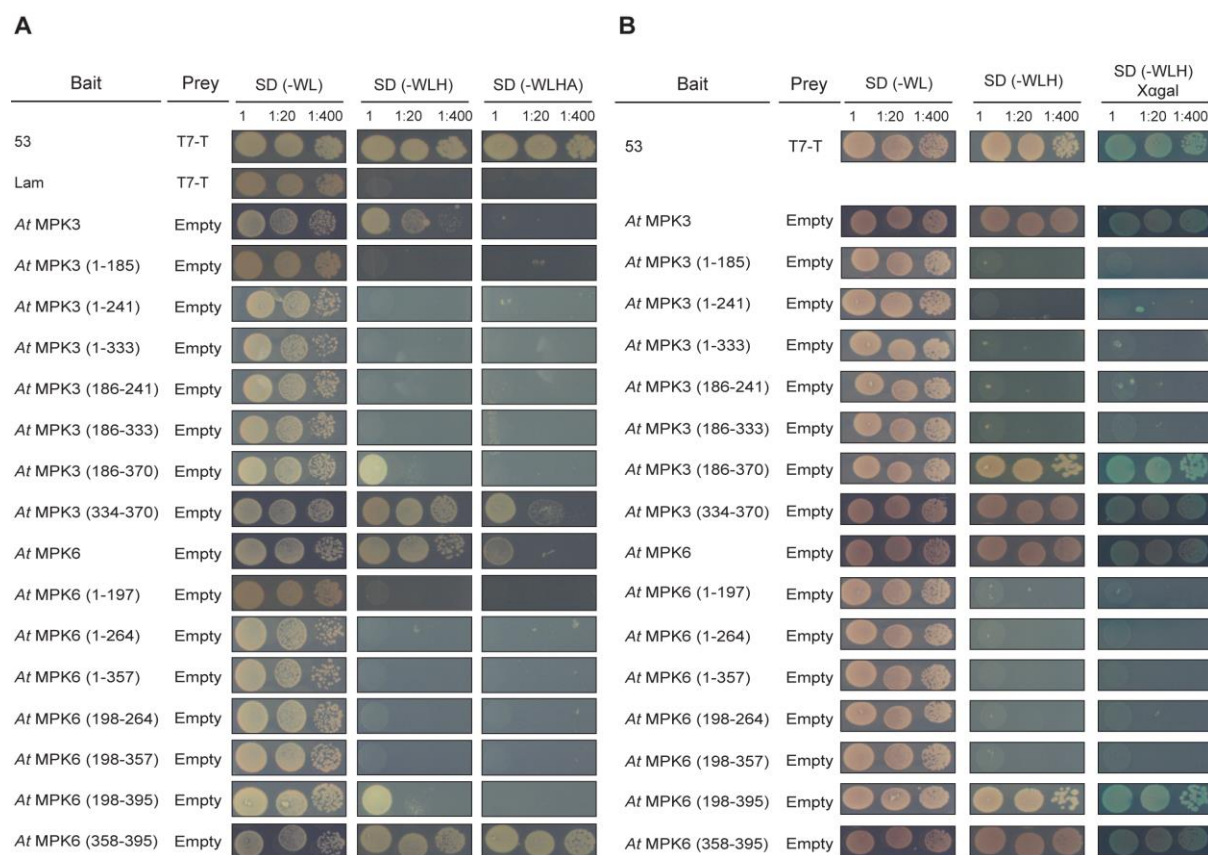 A
Bait Prey SD (-WL) SD (-WLH) SD (-WLHA)
1 1:20 1:400 1 1:20 1:400 1 1:20 1:400
53 T7-T
Lam T7-T
At MPK3 Empty
At MPK3 (1-185) Empty
At MPK3 (1-241) Empty
At MPK3 (1-333) Empty
At MPK3 (186-241) Empty
At MPK3 (186-333) Empty
At MPK3 (186-370) Empty
At MPK3 (334-370) Empty
At MPK6 Empty
At MPK6 (1-197) Empty
At MPK6 (1-264) Empty
At MPK6 (1-357) Empty
At MPK6 (198-264) Empty
At MPK6 (198-357) Empty
At MPK6 (198-395) Empty
At MPK6 (358-395) Empty
B
Bait Prey SD (-WL) SD (-WLH) SD (-WLH)
Xαgal
1 1:20 1:400 1 1:20 1:400 1 1:20 1:400
53 T7-T
At MPK3 Empty
At MPK3 (1-185) Empty
At MPK3 (1-241) Empty
At MPK3 (1-333) Empty
At MPK3 (186-241) Empty
At MPK3 (186-333) Empty
At MPK3 (186-370) Empty
At MPK3 (334-370) Empty
At MPK6 Empty
At MPK6 (1-197) Empty
At MPK6 (1-264) Empty
At MPK6 (1-357) Empty
At MPK6 (198-264) Empty
At MPK6 (198-357) Empty
At MPK6 (198-395) Empty
At MPK6 (358-395) Empty